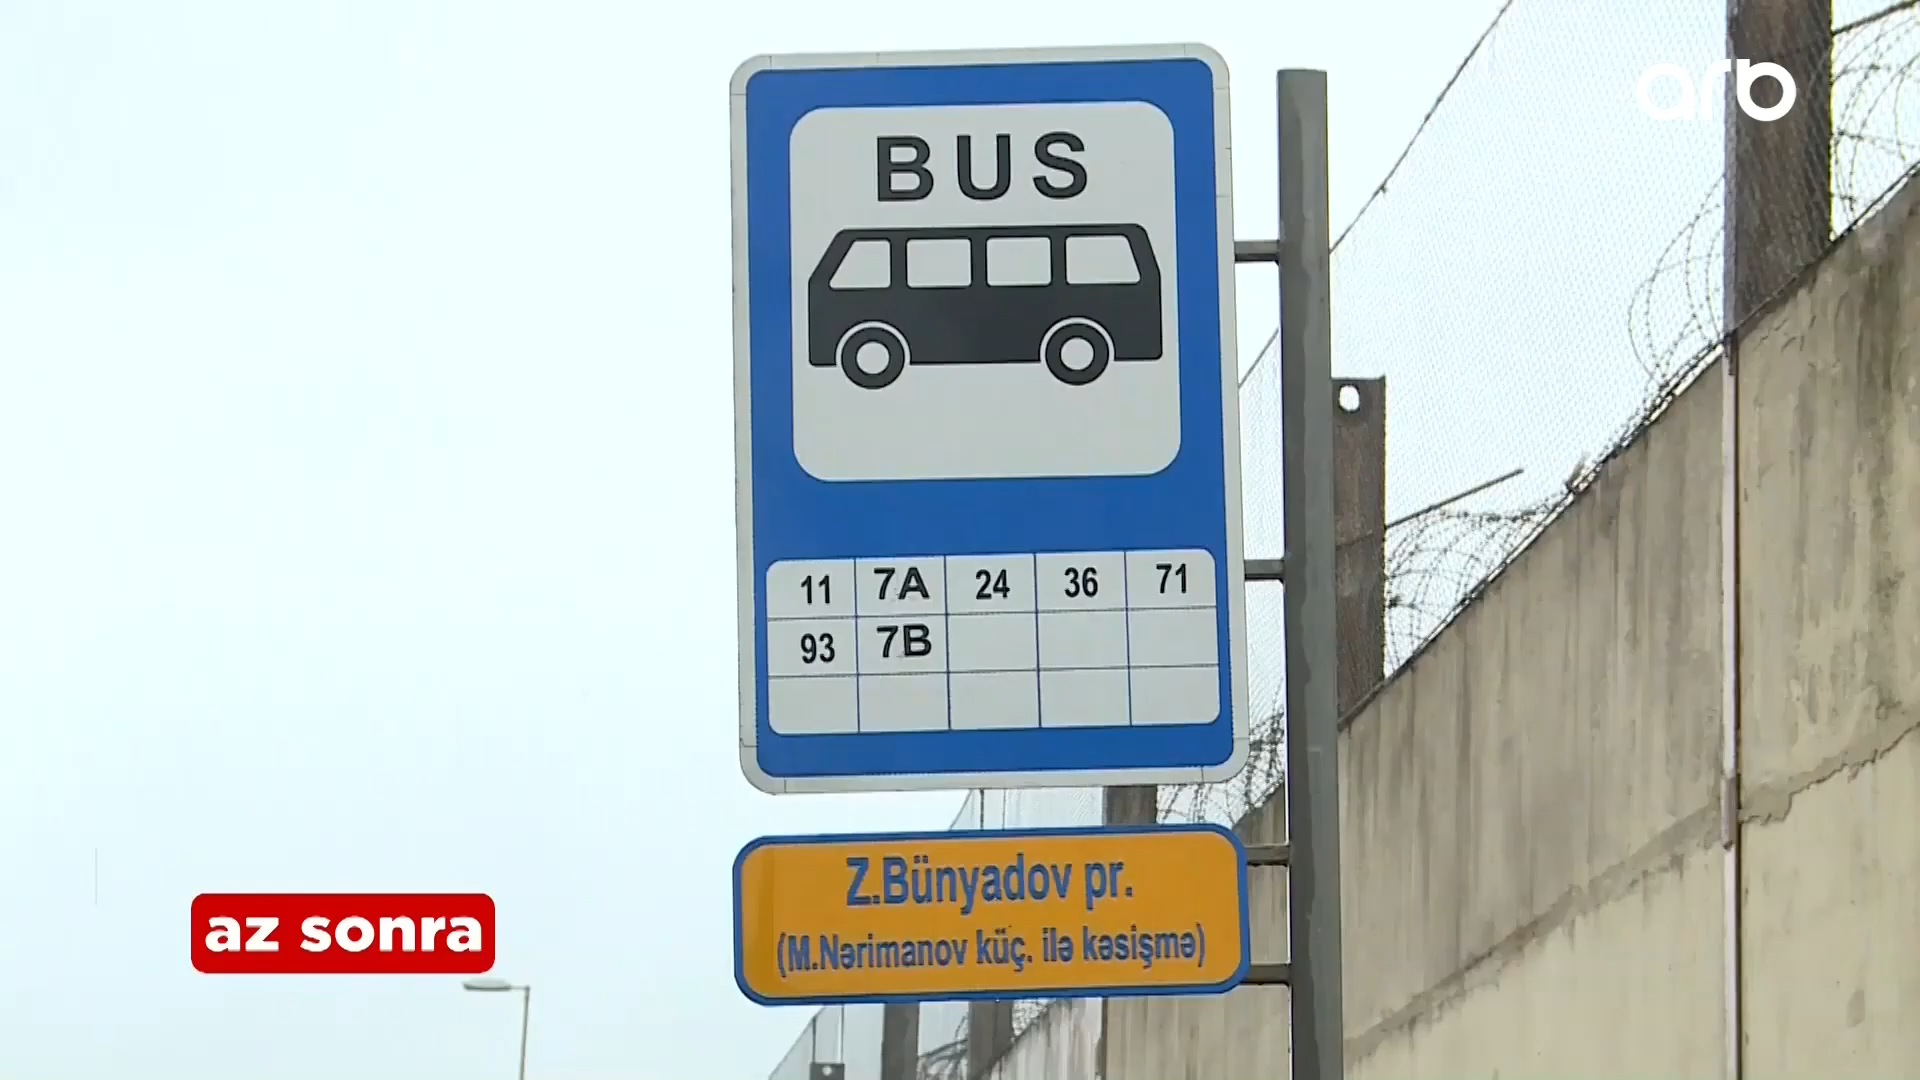 arb
BUS
11 7A 24 36 71
93 7B
Z.Bünyadov pr.
(M.Nərimanov küç. ilə kəsişmə)
az sonra